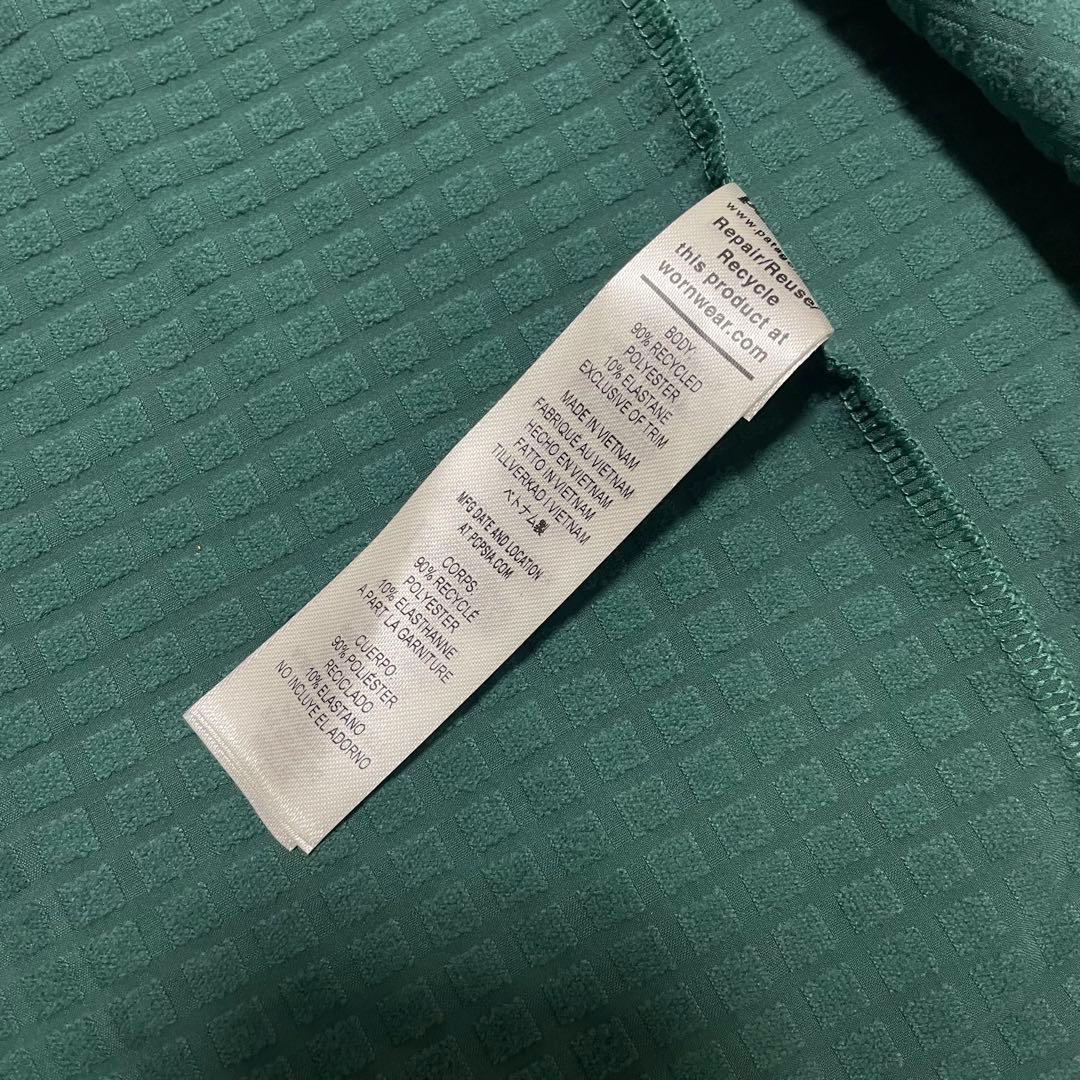 www.patag
Repair/Reuse/
Recycle
this product at
wornwear.com
BODY:
90% RECYCLED
POLYESTER
10% ELASTANE
EXCLUSIVE OF TRIM
MADE IN VIETNAM
FABRIQUÉ AU VIETNAM
HECHO EN VIETNAM
FATTO IN VIETNAM
TILLVERKAD I VIETNAM
ベトナム製
MFG DATE AND LOCATION
AT PCPSIA.COM
CORPS:
90% RECYCLÉ
POLYESTER
10% ELASTHANNE
A PART LA GARNITURE
CUERPO:
90% POLIÉSTER
RECICLADO
10% ELASTANO
NO INCLUYE EL ADORNO